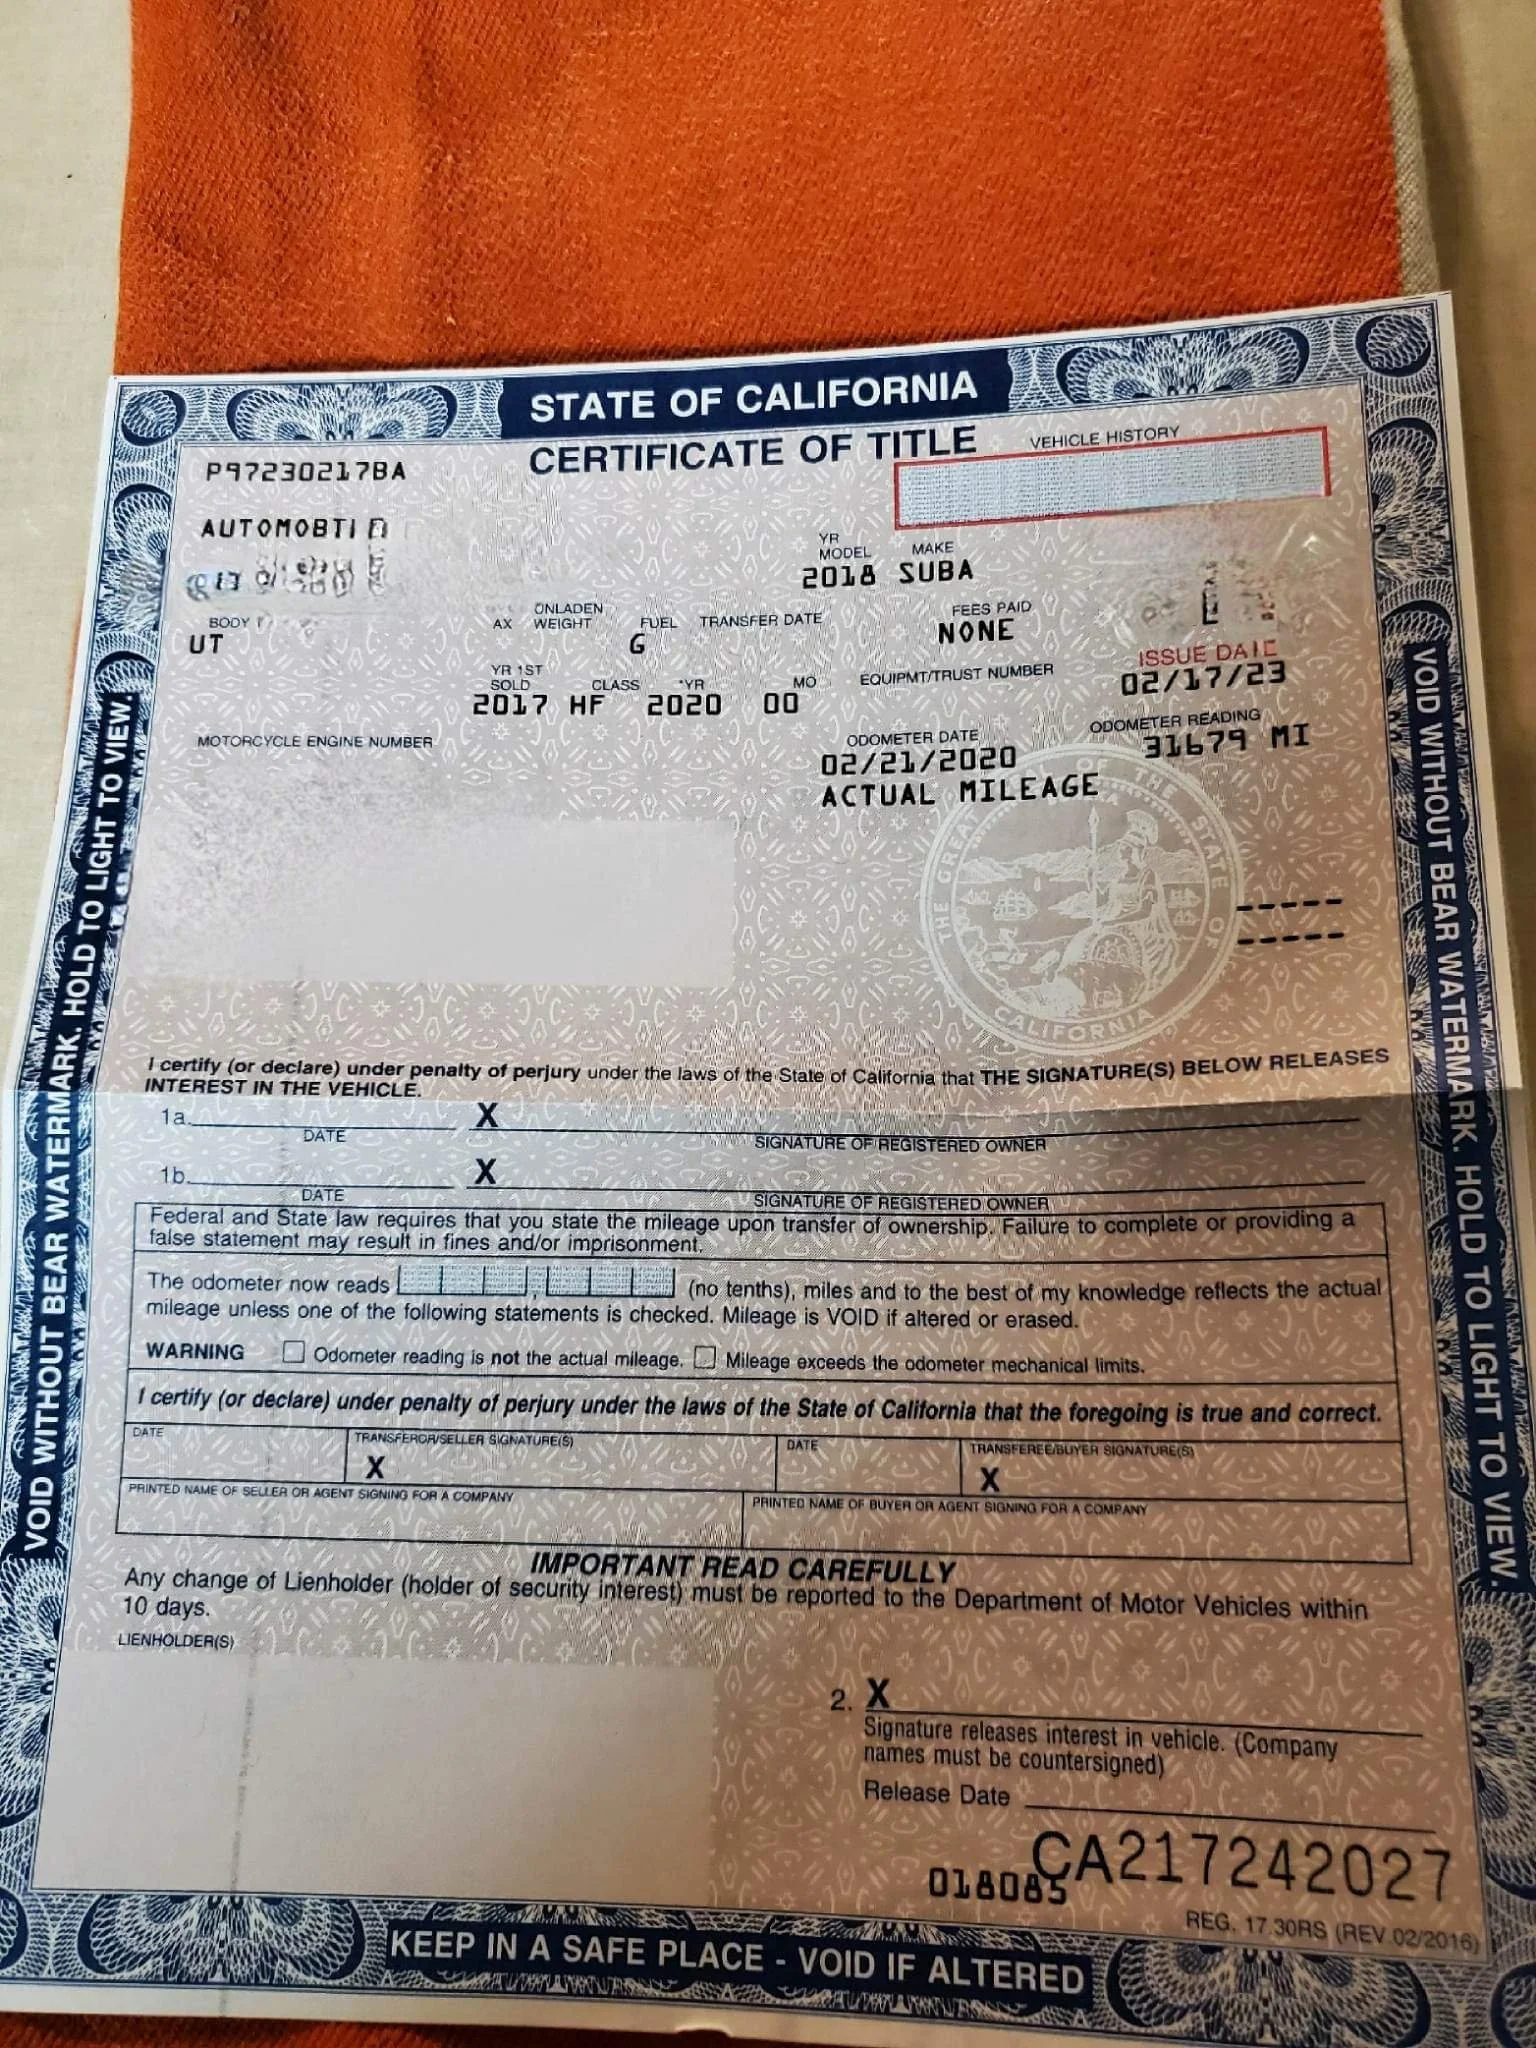 STATE OF CALIFORNIA
CERTIFICATE OF TITLE
VEHICLE HISTORY
P97230217BA
AUTOMOBTI
YR MODEL
MAKE
2018 SUBA
BODY
AX
UNLADEN WEIGHT
FUEL
TRANSFER DATE
FEES PAID
UT
G
NONE
ISSUE DATE
02/17/23
YR 1ST SOLD
CLASS
*YR
MO
EQUIPMT/TRUST NUMBER
2017 HF 2020 00
MOTORCYCLE ENGINE NUMBER
ODOMETER DATE
ODOMETER READING
02/21/2020
31679 MI
ACTUAL MILEAGE
THE GREAT SEAL OF THE STATE OF CALIFORNIA
I certify (or declare) under penalty of perjury under the laws of the State of California that THE SIGNATURE(S) BELOW RELEASES
INTEREST IN THE VEHICLE.
1a. X
DATE
SIGNATURE OF REGISTERED OWNER
1b. X
DATE
SIGNATURE OF REGISTERED OWNER
Federal and State law requires that you state the mileage upon transfer of ownership. Failure to complete or providing a
false statement may result in fines and/or imprisonment.
The odometer now reads , (no tenths), miles and to the best of my knowledge reflects the actual
mileage unless one of the following statements is checked. Mileage is VOID if altered or erased.
WARNING Odometer reading is not the actual mileage. Mileage exceeds the odometer mechanical limits.
I certify (or declare) under penalty of perjury under the laws of the State of California that the foregoing is true and correct.
DATE
TRANSFEROR/SELLER SIGNATURE(S)
DATE
TRANSFEREE/BUYER SIGNATURE(S)
X
X
PRINTED NAME OF SELLER OR AGENT SIGNING FOR A COMPANY
PRINTED NAME OF BUYER OR AGENT SIGNING FOR A COMPANY
IMPORTANT READ CAREFULLY
Any change of Lienholder (holder of security interest) must be reported to the Department of Motor Vehicles within
10 days.
LIENHOLDER(S)
2. X
Signature releases interest in vehicle. (Company
names must be countersigned)
Release Date
CA217242027
018085
REG. 17.30RS (REV.02/2016)
KEEP IN A SAFE PLACE - VOID IF ALTERED
VOID WITHOUT BEAR WATERMARK. HOLD TO LIGHT TO VIEW.
VOID WITHOUT BEAR WATERMARK. HOLD TO LIGHT TO VIEW.